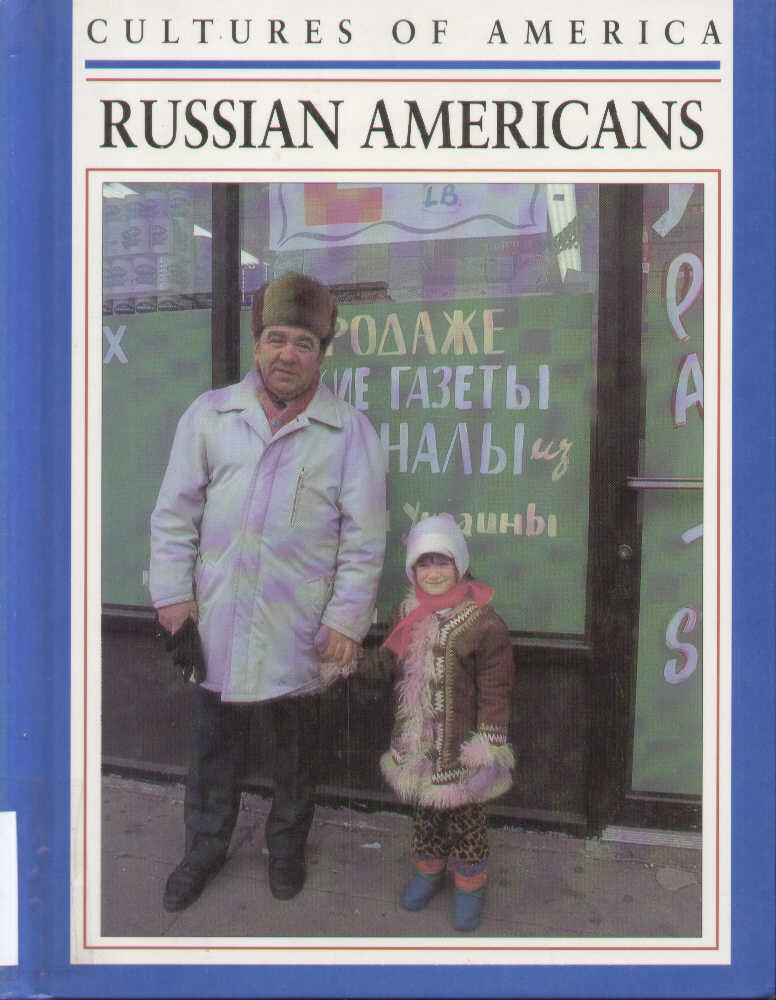 CULTURES OF AMERICA
RUSSIAN AMERICANS
LB.
Х
РОДАЖЕ
ИЕ ГАЗЕТЫ
НАЛЫ из
и Украины
У
Р
А
S